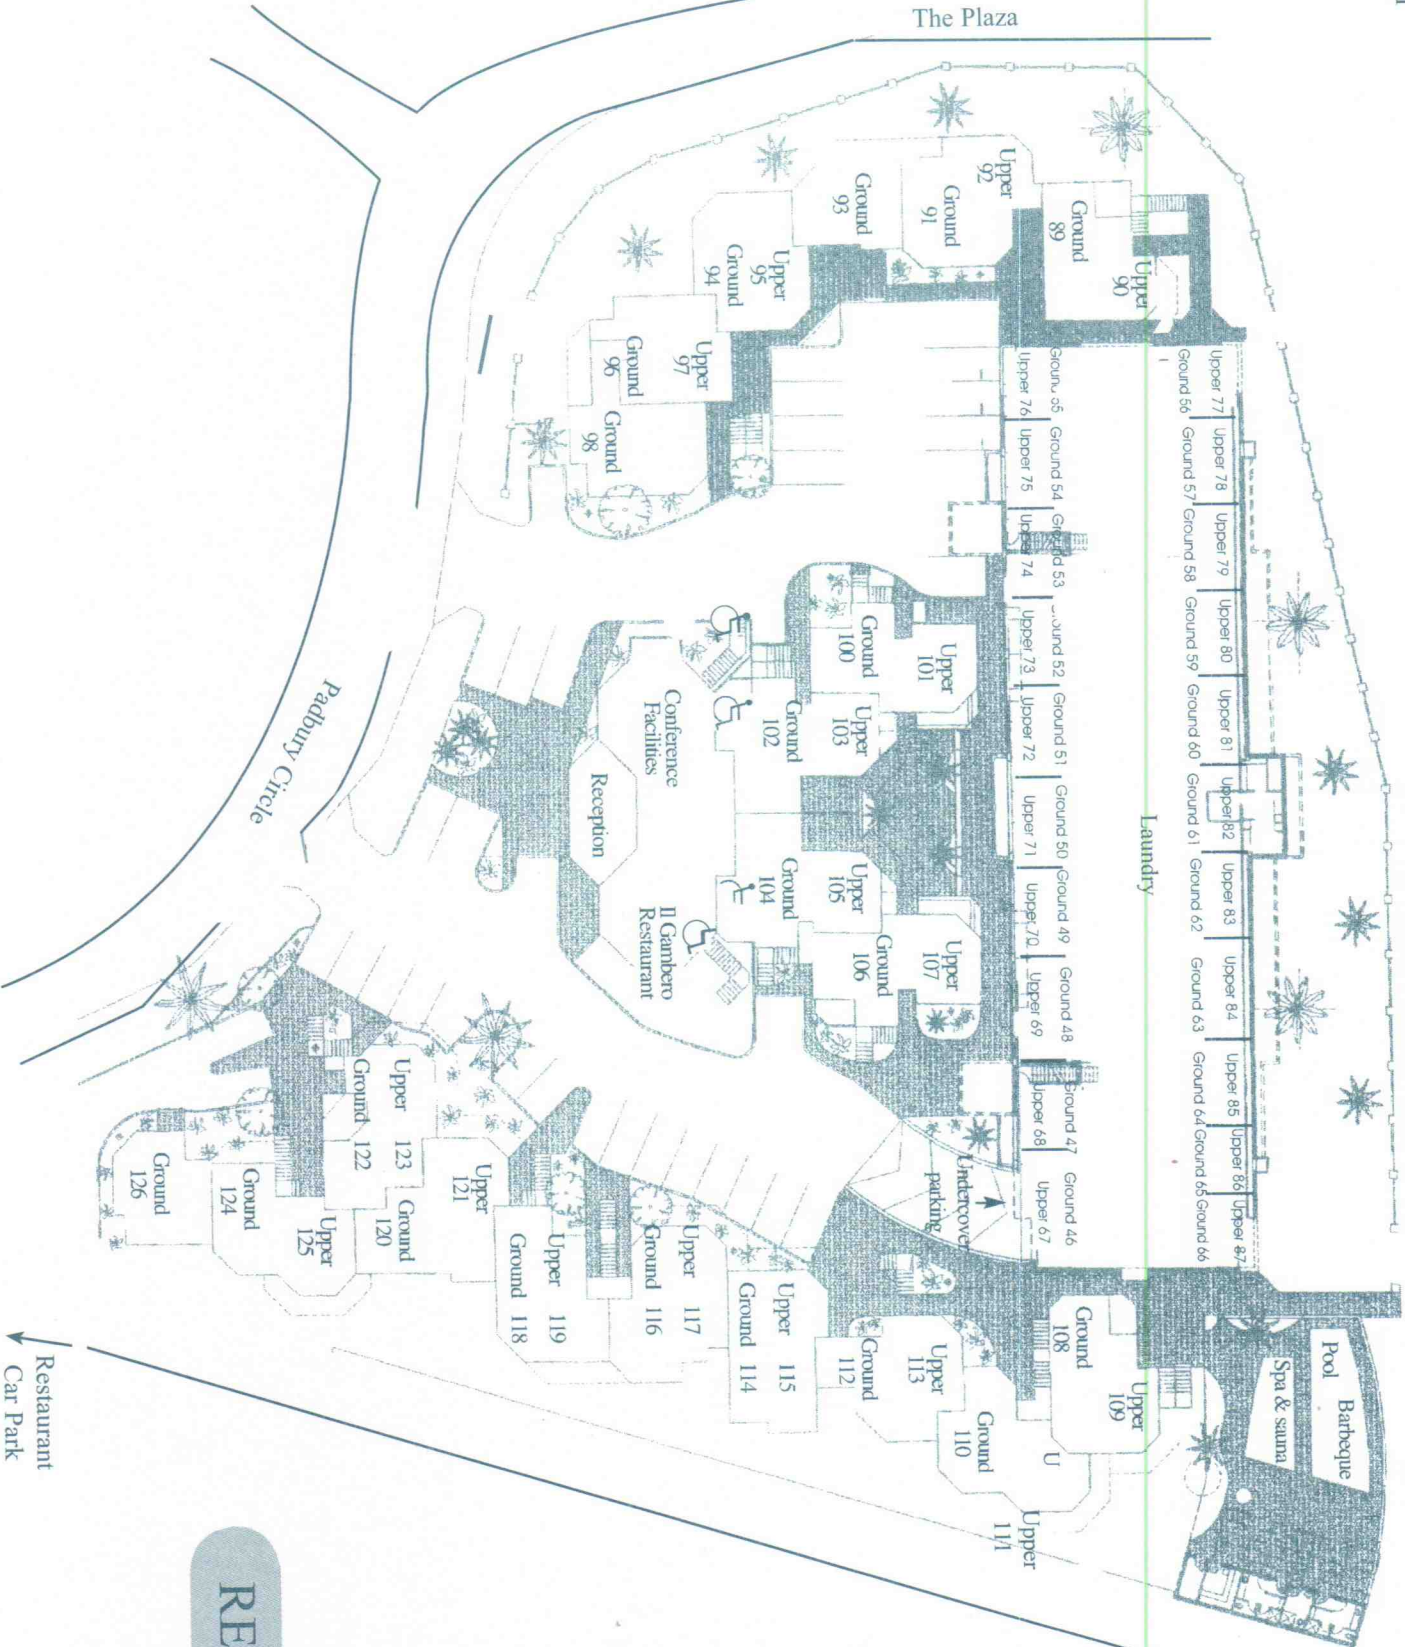 The Plaza
Upper
92
Ground
91
Ground
93
Ground
89
Upper
90
Upper
95
Ground
94
Upper
97
Ground
96
Ground
98
Upper 77
Upper 78
Upper 79
Upper 80
Upper 81
Upper 82
Upper 83
Upper 84
Upper 85
Upper 86
Upper 87
Ground 56
Ground 57
Ground 58
Ground 59
Ground 60
Ground 61
Ground 62
Ground 63
Ground 64
Ground 65
Ground 66
Laundry
Ground 54
Ground 53
Ground 51
Ground 50
Ground 49
Ground 48
Ground 47
Ground 46
Upper 76
Upper 75
Upper 74
Upper 73
Upper 72
Upper 71
Upper 70
Upper 69
Upper 68
Upper 67
Upper
101
Ground
100
Upper
103
Ground
102
Upper
105
Ground
104
Upper
107
Ground
106
Conference
Facilities
Reception
Il Gambero
Restaurant
Padbury Circle
Undercover
parking
Ground
108
Upper
109
Ground
110
U
Upper
111
Upper
113
Ground
112
Upper 115
Ground 114
Upper 117
Ground 116
Upper 119
Ground 118
Upper
121
Ground
120
Upper 123
Ground 122
Upper
125
Ground
124
Ground
126
Pool
Barbeque
Spa & sauna
Restaurant
Car Park
RE